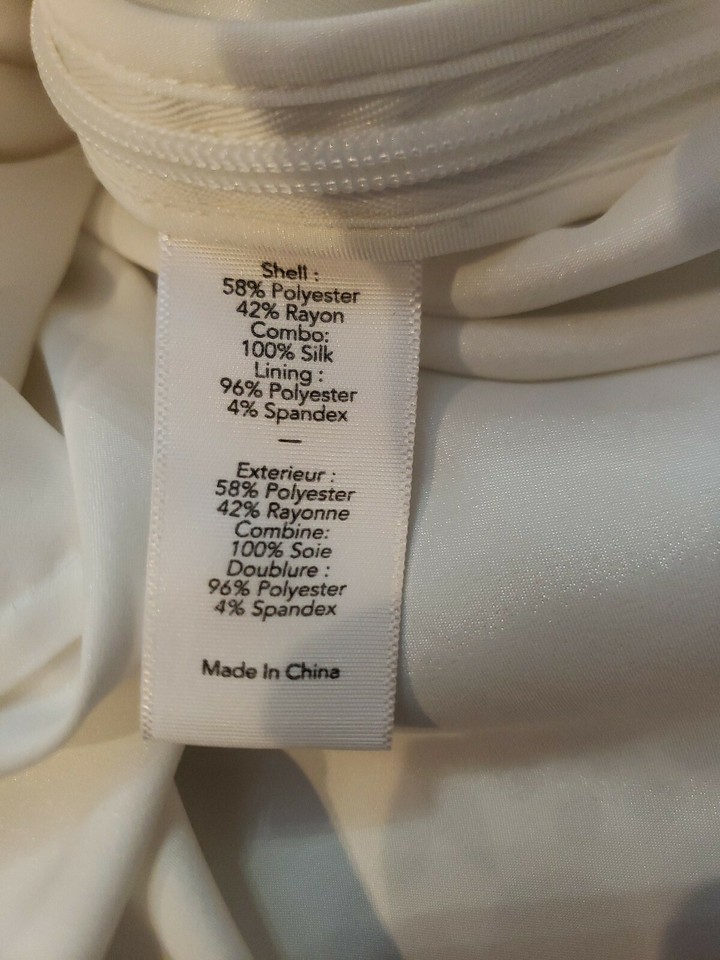 Shell :
58% Polyester
42% Rayon
Combo:
100% Silk
Lining :
96% Polyester
4% Spandex
—
Exterieur :
58% Polyester
42% Rayonne
Combine:
100% Soie
Doublure :
96% Polyester
4% Spandex
Made In China